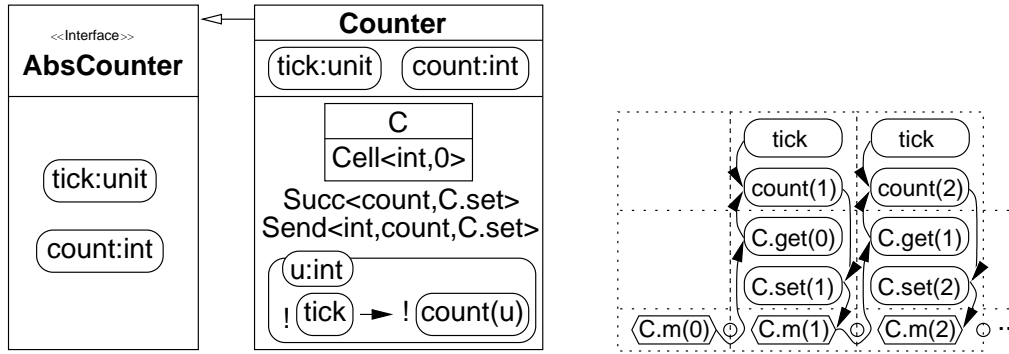 <<Interface>>
AbsCounter
tick:unit
count:int
Counter
tick:unit count:int
C
Cell<int,0>
Succ<count,C.set>
Send<int,count,C.set>
u:int
! tick ! count(u)
tick tick
count(1) count(2)
C.get(0) C.get(1)
C.set(1) C.set(2)
C.m(0) C.m(1) C.m(2) ..